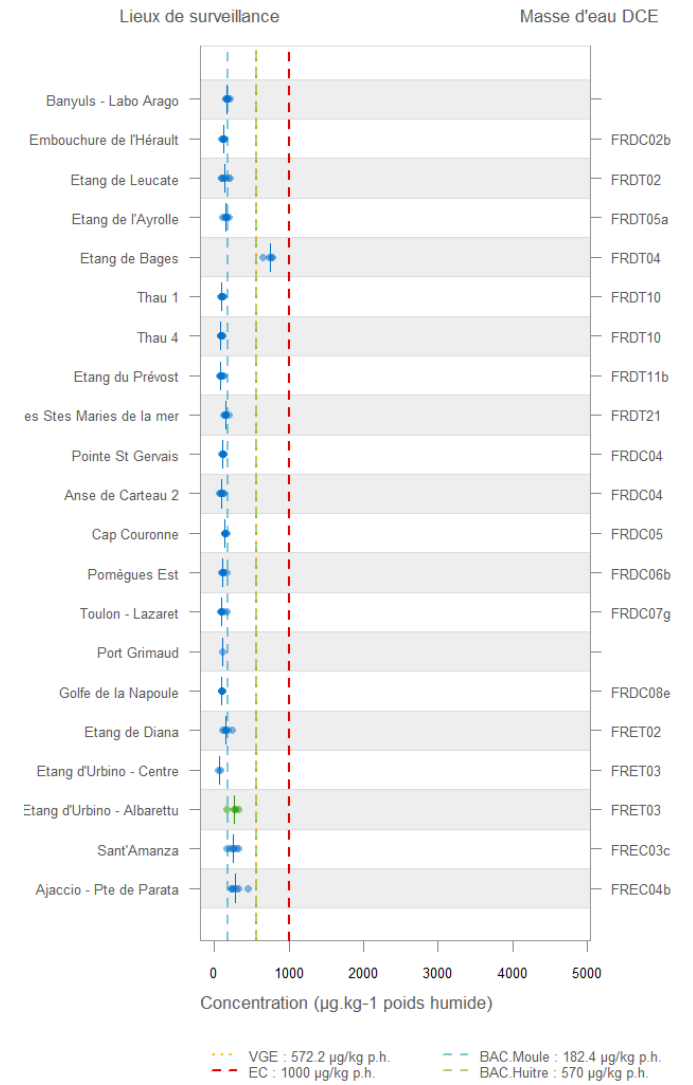 Lieux de surveillance Masse d'eau DCE
Banyuls - Labo Arago
Embouchure de l'Hérault FRDC02b
Etang de Leucate FRDT02
Etang de l'Ayrolle FRDT05a
Etang de Bages FRDT04
Thau 1 FRDT10
Thau 4 FRDT10
Etang du Prévost FRDT11b
es Stes Maries de la mer FRDT21
Pointe St Gervais FRDC04
Anse de Carteau 2 FRDC04
Cap Couronne FRDC05
Pomègues Est FRDC06b
Toulon - Lazaret FRDC07g
Port Grimaud
Golfe de la Napoule FRDC08e
Etang de Diana FRET02
Etang d'Urbino - Centre FRET03
Etang d'Urbino - Albarettu FRET03
Sant'Amanza FREC03c
Ajaccio - Pte de Parata FREC04b
0 1000 2000 3000 4000 5000
Concentration (µg.kg-1 poids humide)
VGE : 572.2 µg/kg p.h. BAC.Moule : 182.4 µg/kg p.h.
EC : 1000 µg/kg p.h. BAC.Huitre : 570 µg/kg p.h.